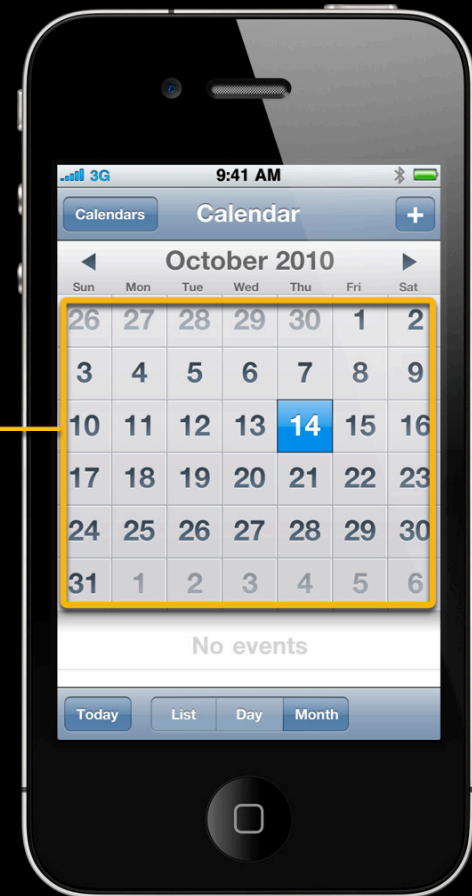 3G 9:41 AM
Calendars Calendar +
October 2010
Sun Mon Tue Wed Thu Fri Sat
26 27 28 29 30 1 2
3 4 5 6 7 8 9
10 11 12 13 14 15 16
17 18 19 20 21 22 23
24 25 26 27 28 29 30
31 1 2 3 4 5 6
No events
Today List Day Month